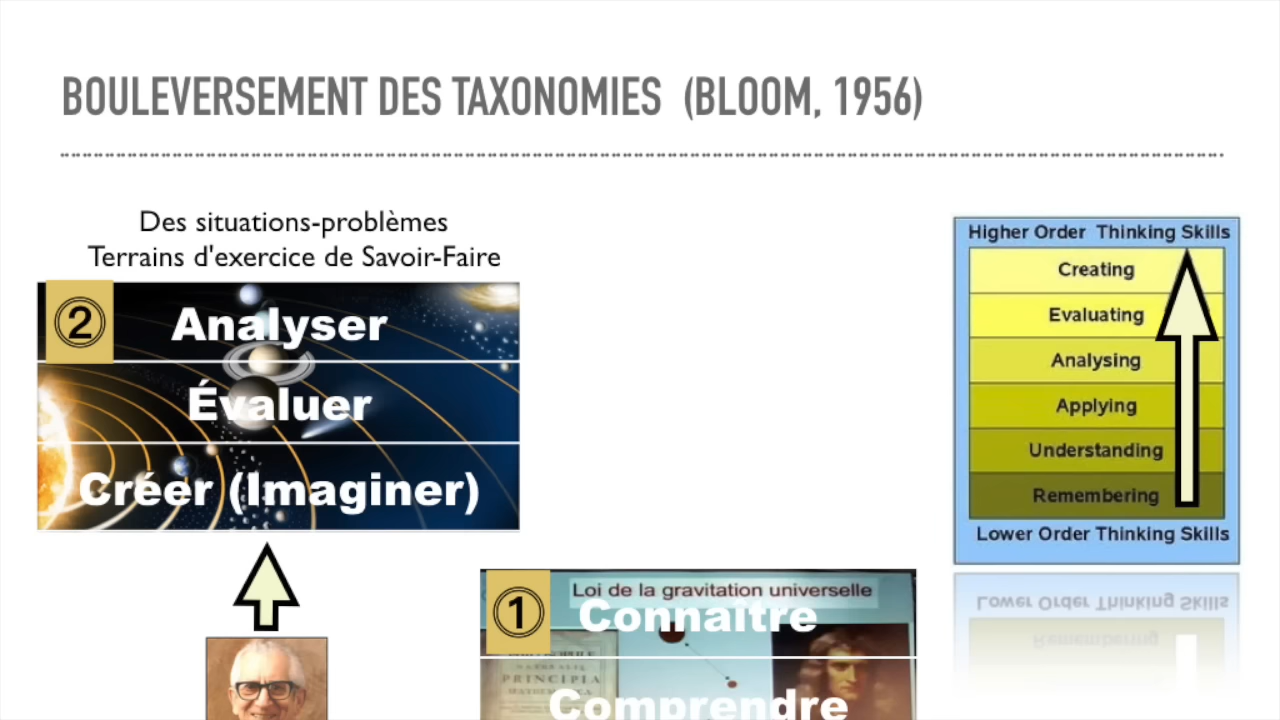 BOULEVERSEMENT DES TAXONOMIES (BLOOM, 1956)
Des situations-problèmes
Terrains d'exercice de Savoir-Faire
2 Analyser
Évaluer
Créer (Imaginer)
1
Loi de la gravitation universelle
Connaître
PRINCIPIA
Comprendre
Higher Order Thinking Skills
Creating
Evaluating
Analysing
Applying
Understanding
Remembering
Lower Order Thinking Skills
Lower Order Thinking Skills
Remembering